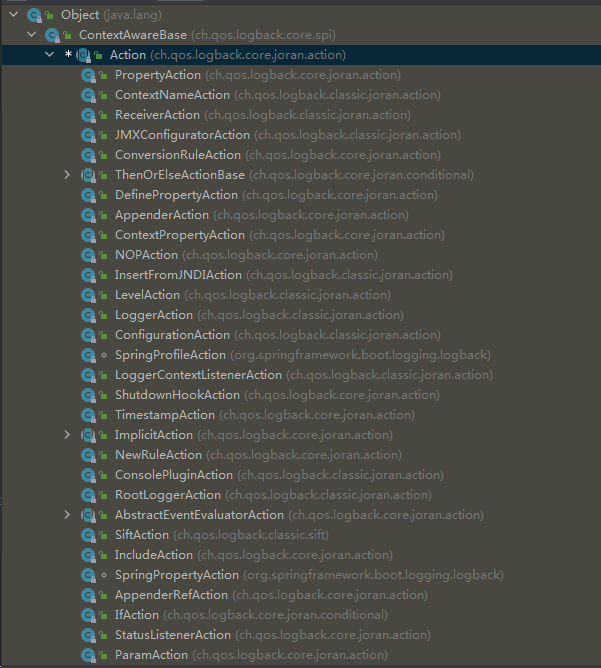 Object (java.lang)
ContextAwareBase (ch.qos.logback.core.spi)
* Action (ch.qos.logback.core.joran.action)
PropertyAction (ch.qos.logback.core.joran.action)
ContextNameAction (ch.qos.logback.classic.joran.action)
ReceiverAction (ch.qos.logback.classic.joran.action)
JMXConfiguratorAction (ch.qos.logback.classic.joran.action)
ConversionRuleAction (ch.qos.logback.core.joran.action)
ThenOrElseActionBase (ch.qos.logback.core.joran.conditional)
DefinePropertyAction (ch.qos.logback.core.joran.action)
AppenderAction (ch.qos.logback.core.joran.action)
ContextPropertyAction (ch.qos.logback.core.joran.action)
NOPAction (ch.qos.logback.core.joran.action)
InsertFromJNDIAction (ch.qos.logback.classic.joran.action)
LevelAction (ch.qos.logback.classic.joran.action)
LoggerAction (ch.qos.logback.classic.joran.action)
ConfigurationAction (ch.qos.logback.classic.joran.action)
SpringProfileAction (org.springframework.boot.logging.logback)
LoggerContextListenerAction (ch.qos.logback.classic.joran.action)
ShutdownHookAction (ch.qos.logback.core.joran.action)
TimestampAction (ch.qos.logback.core.joran.action)
ImplicitAction (ch.qos.logback.core.joran.action)
NewRuleAction (ch.qos.logback.core.joran.action)
ConsolePluginAction (ch.qos.logback.classic.joran.action)
RootLoggerAction (ch.qos.logback.classic.joran.action)
AbstractEventEvaluatorAction (ch.qos.logback.core.joran.action)
SiftAction (ch.qos.logback.classic.sift)
IncludeAction (ch.qos.logback.core.joran.action)
SpringPropertyAction (org.springframework.boot.logging.logback)
AppenderRefAction (ch.qos.logback.core.joran.action)
IfAction (ch.qos.logback.core.joran.conditional)
StatusListenerAction (ch.qos.logback.core.joran.action)
ParamAction (ch.qos.logback.core.joran.action)